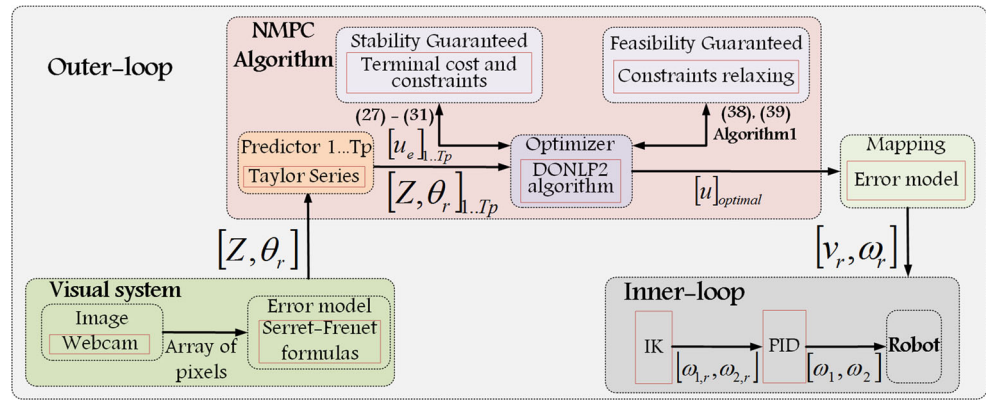 Outer-loop
NMPC
Algorithm
Stability Guaranteed
Terminal cost and
constraints
Feasibility Guaranteed
Constraints relaxing
(27) – (31)
(38), (39)
Algorithm1
Predictor 1...Tp
Taylor Series
[u_e]_1..Tp
[Z, θ_r]_1..Tp
Optimizer
DONLP2
algorithm
[u]_optimal
Mapping
Error model
[Z, θ_r]
[v_r, ω_r]
Visual system
Image
Webcam
Array of
pixels
Error model
Serret-Frenet
formulas
Inner-loop
IK
[ω_1,r, ω_2,r]
PID
[ω_1, ω_2]
Robot